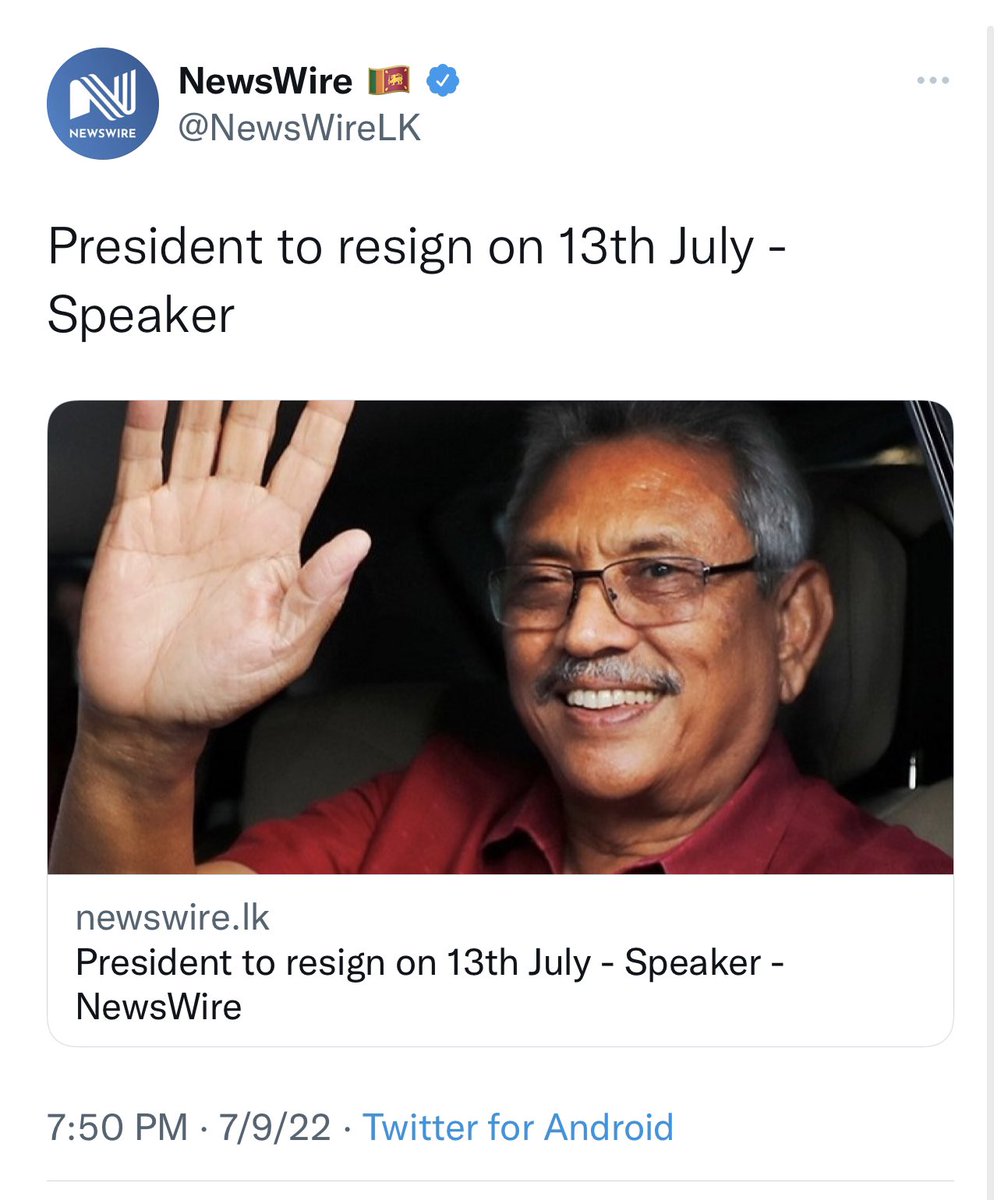 NewsWire 🇱🇰
@NewsWireLK
NEWSWIRE
President to resign on 13th July -
Speaker
newswire.lk
President to resign on 13th July - Speaker -
NewsWire
7:50 PM · 7/9/22 · Twitter for Android